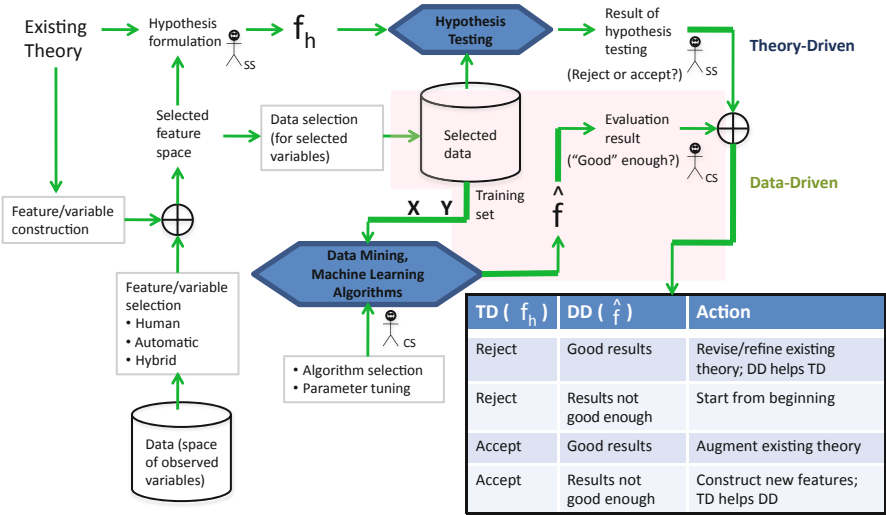 Existing
Theory
Hypothesis
formulation
SS
f h
Hypothesis
Testing
Result of
hypothesis
testing
(Reject or accept?)
SS
Theory-Driven
Selected
feature
space
Data selection
(for selected
variables)
Selected
data
Evaluation
result
("Good" enough?)
CS
Data-Driven
Feature/variable
construction
X Y
Training
set
f̂
Data Mining,
Machine Learning
Algorithms
CS
Feature/variable
selection
• Human
• Automatic
• Hybrid
• Algorithm selection
• Parameter tuning
Data (space
of observed
variables)
TD ( f h ) DD ( f̂ ) Action
Reject Good results Revise/refine existing
theory; DD helps TD
Reject Results not Start from beginning
good enough
Accept Good results Augment existing theory
Accept Results not Construct new features;
good enough TD helps DD